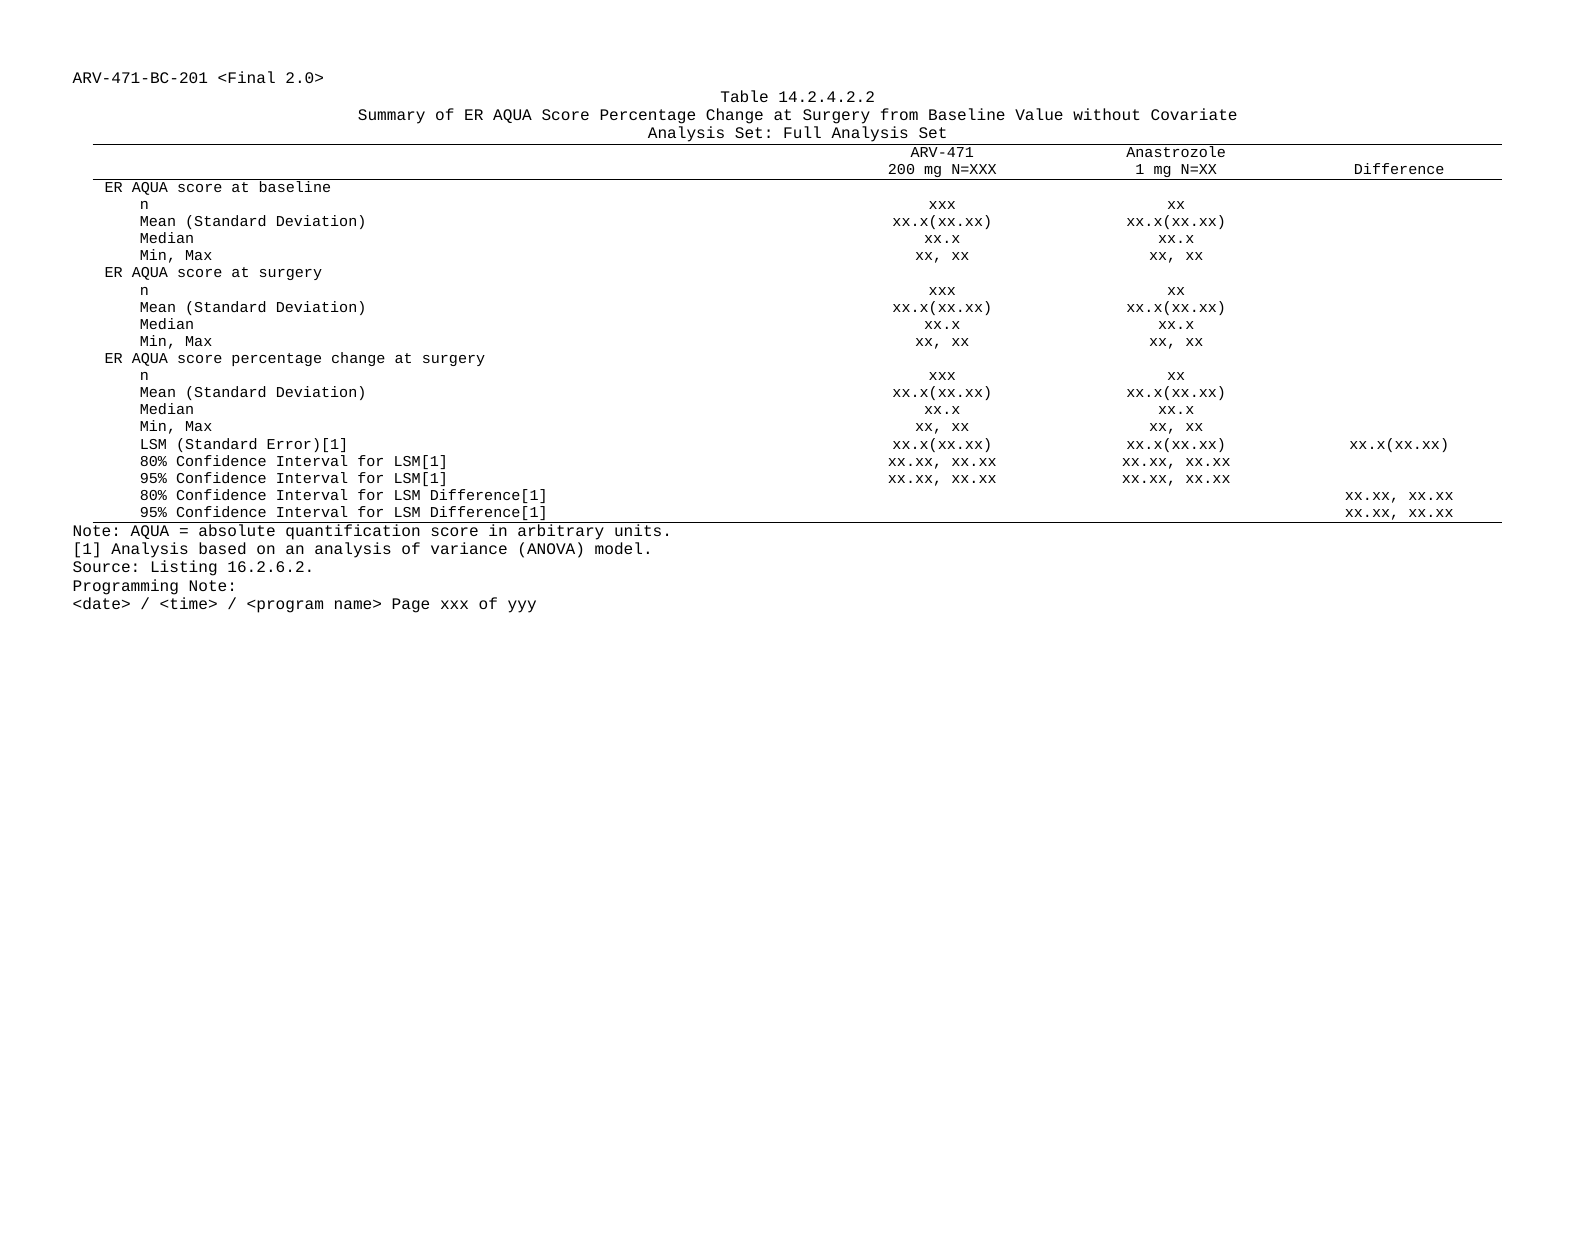 ARV-471-BC-201 <Final 2.0>
Table 14.2.4.2.2
Summary of ER AQUA Score Percentage Change at Surgery from Baseline Value without Covariate
Analysis Set: Full Analysis Set
ARV-471 Anastrozole
200 mg N=XXX 1 mg N=XX Difference
ER AQUA score at baseline
n xxx xx
Mean (Standard Deviation) xx.x(xx.xx) xx.x(xx.xx)
Median xx.x xx.x
Min, Max xx, xx xx, xx
ER AQUA score at surgery
n xxx xx
Mean (Standard Deviation) xx.x(xx.xx) xx.x(xx.xx)
Median xx.x xx.x
Min, Max xx, xx xx, xx
ER AQUA score percentage change at surgery
n xxx xx
Mean (Standard Deviation) xx.x(xx.xx) xx.x(xx.xx)
Median xx.x xx.x
Min, Max xx, xx xx, xx
LSM (Standard Error)[1] xx.x(xx.xx) xx.x(xx.xx) xx.x(xx.xx)
80% Confidence Interval for LSM[1] xx.xx, xx.xx xx.xx, xx.xx
95% Confidence Interval for LSM[1] xx.xx, xx.xx xx.xx, xx.xx
80% Confidence Interval for LSM Difference[1] xx.xx, xx.xx
95% Confidence Interval for LSM Difference[1] xx.xx, xx.xx
Note: AQUA = absolute quantification score in arbitrary units.
[1] Analysis based on an analysis of variance (ANOVA) model.
Source: Listing 16.2.6.2.
Programming Note:
<date> / <time> / <program name> Page xxx of yyy